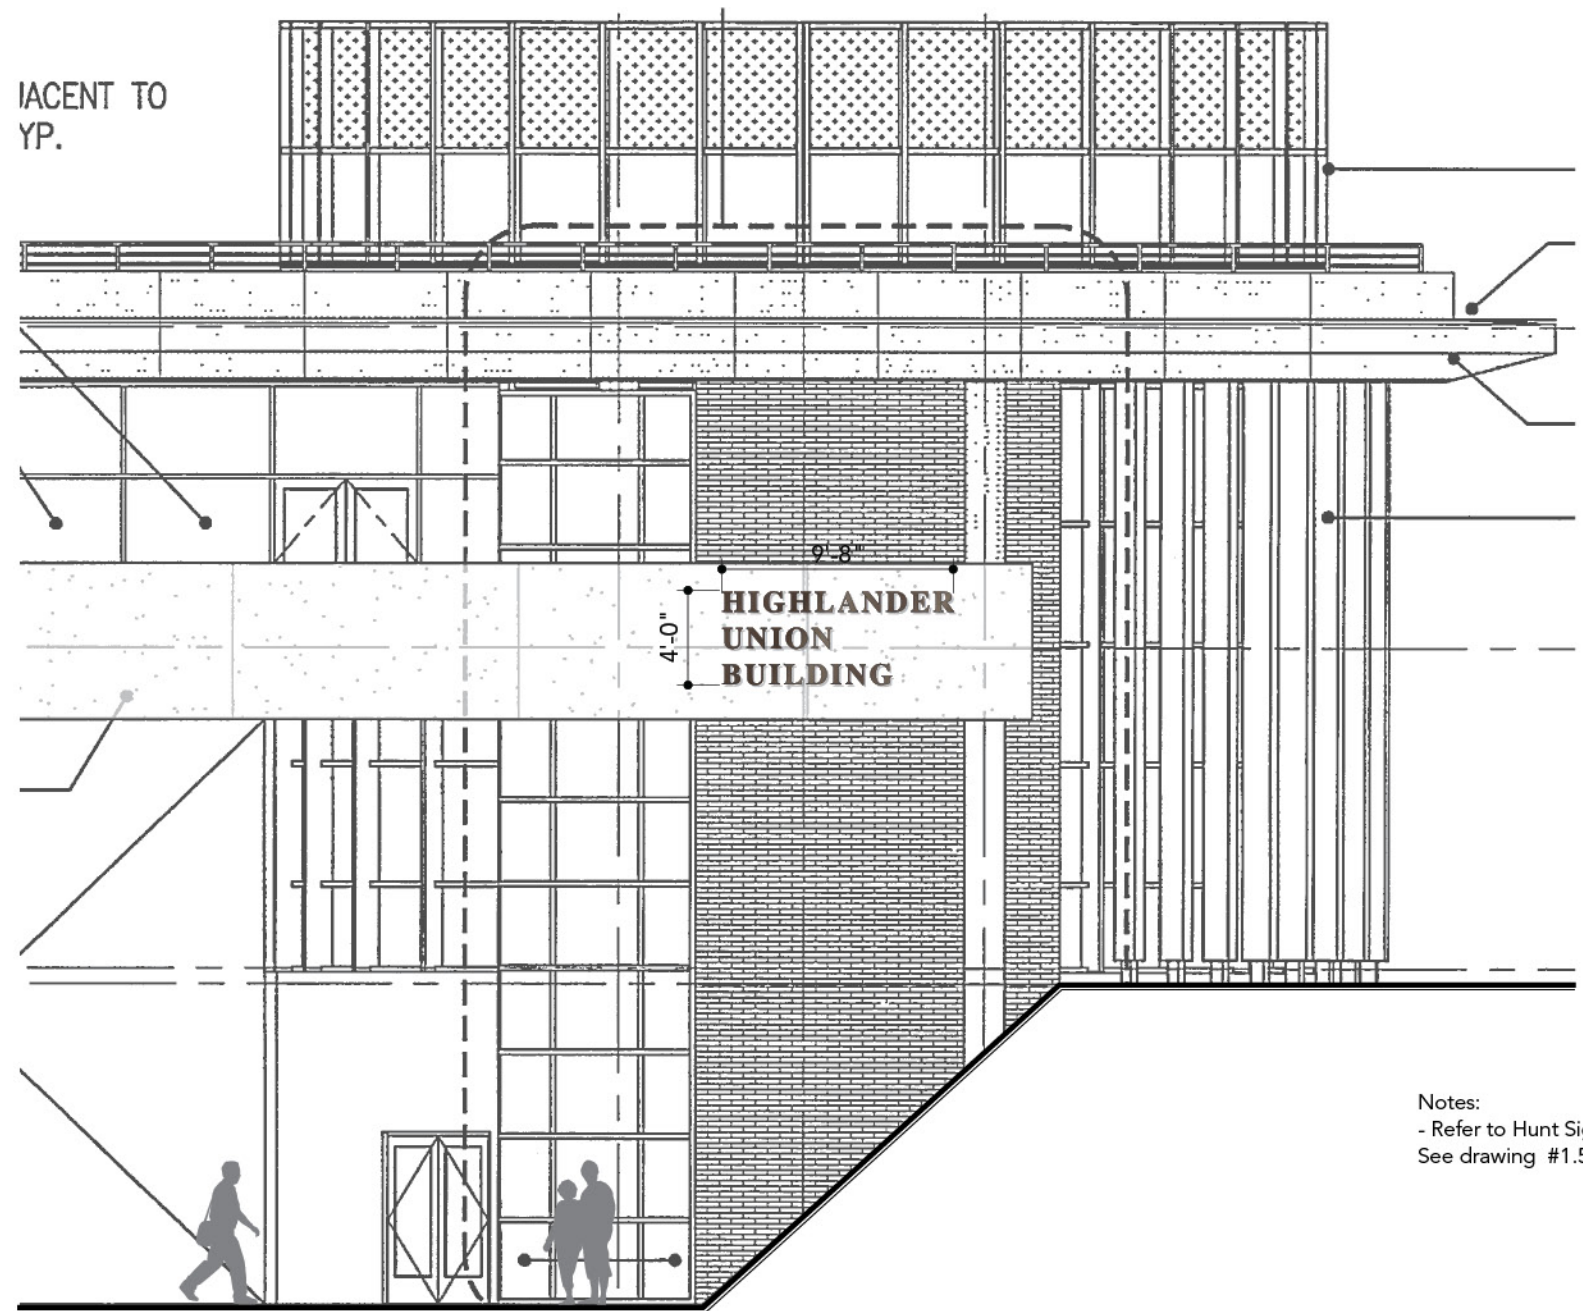 JACENT TO
YP.
9'-8"
4'-0"
HIGHLANDER
UNION
BUILDING
Notes:
- Refer to Hunt Si
See drawing #1.5